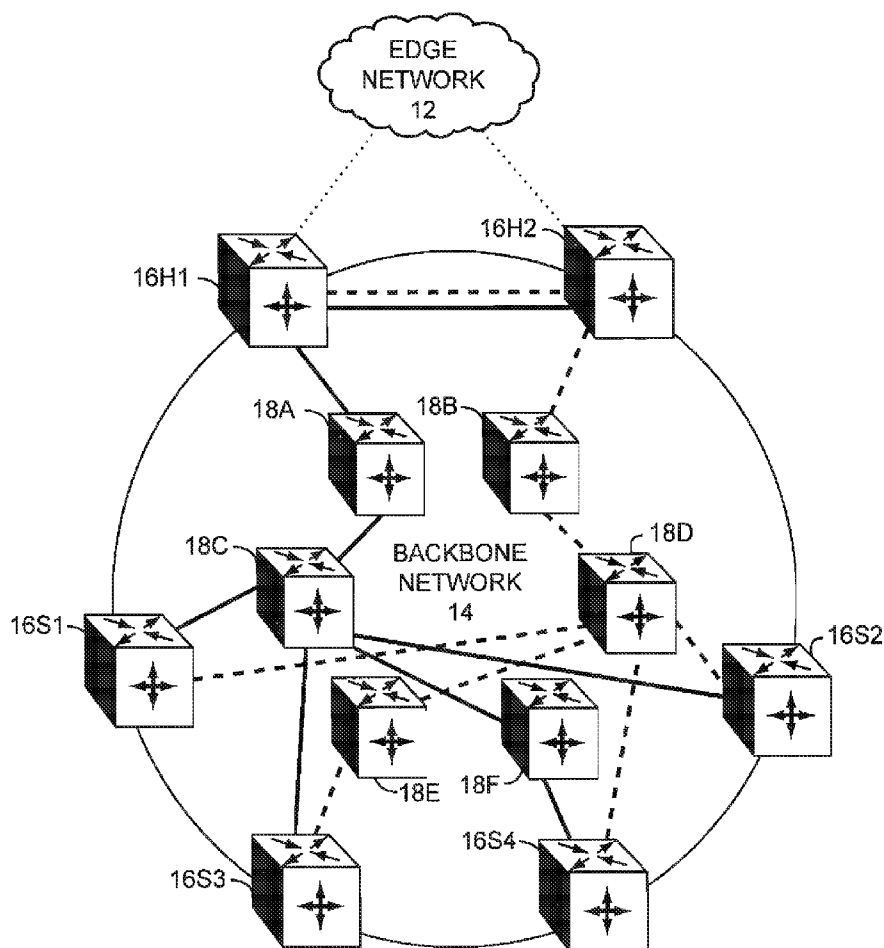 EDGE
NETWORK
12
16H1
16H2
18A
18B
18C
BACKBONE
NETWORK
14
18D
16S1
16S2
18E
18F
16S3
16S4